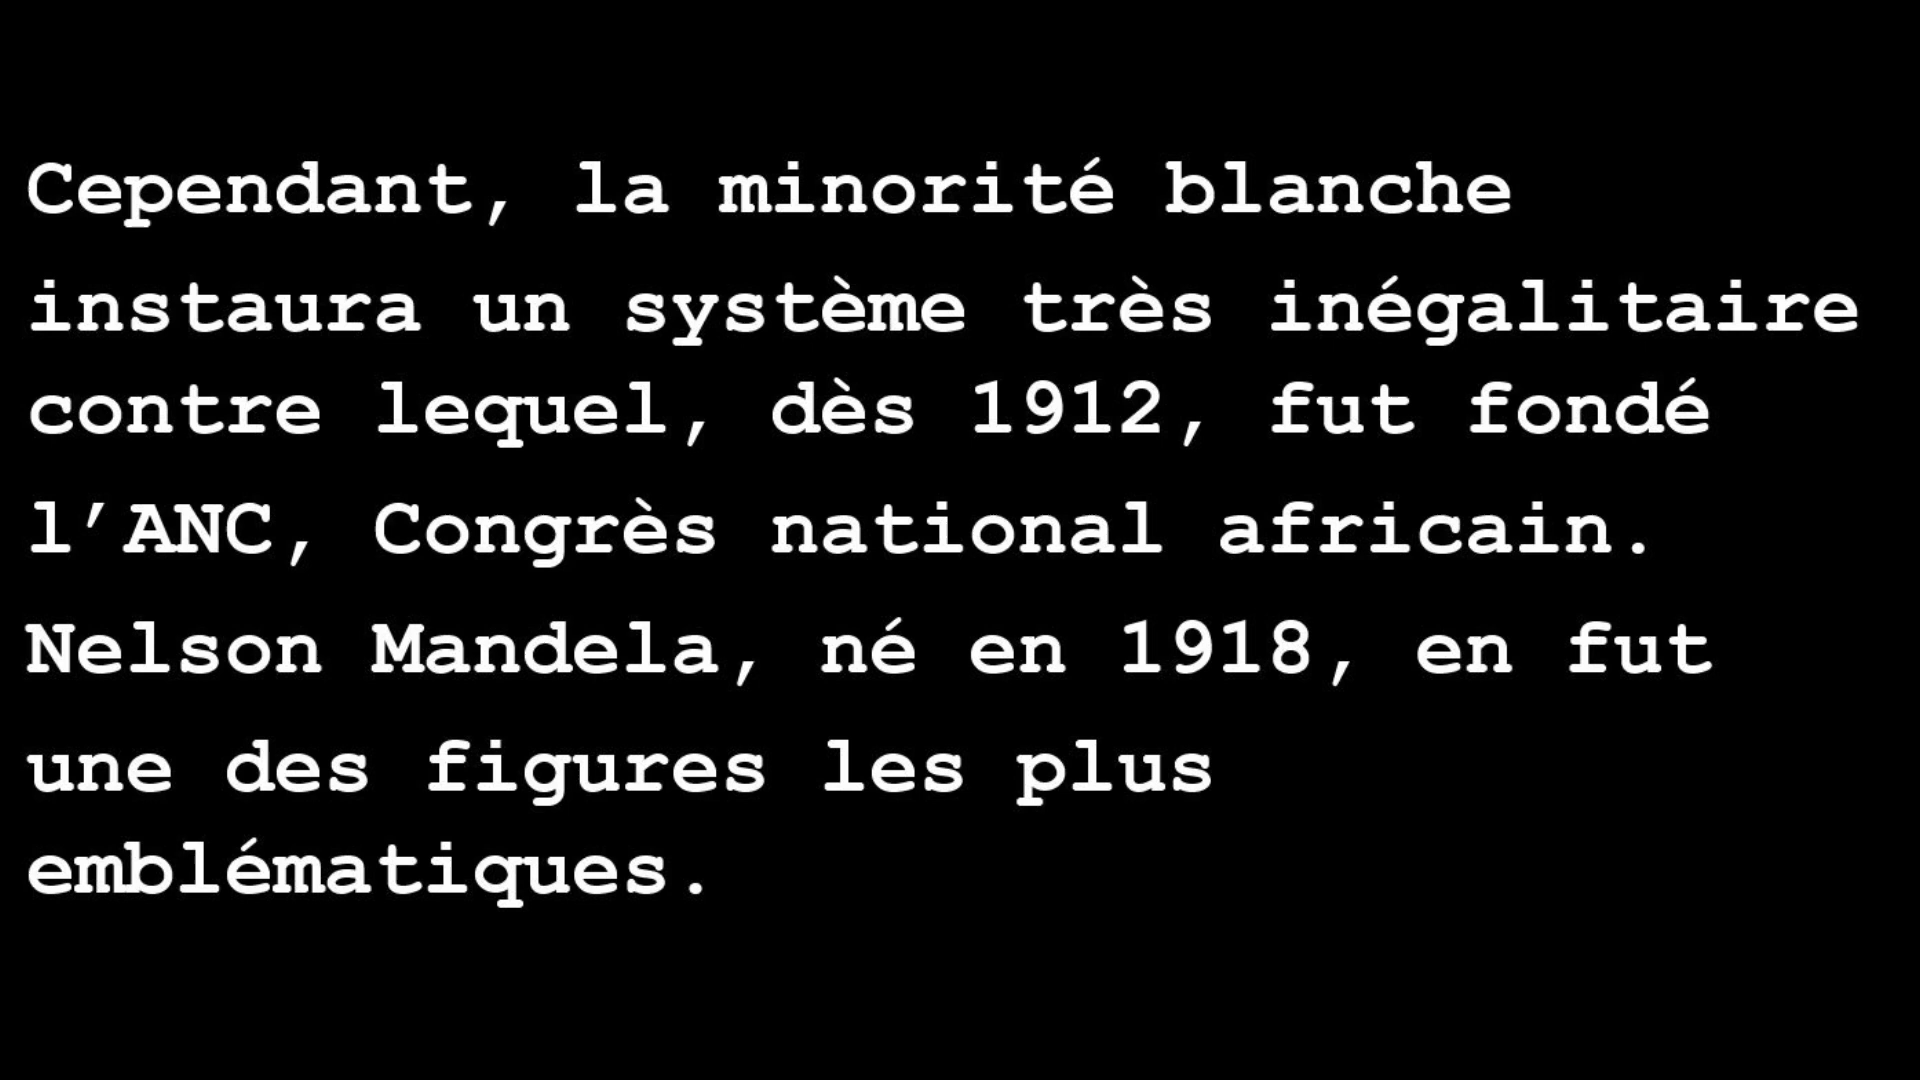 Cependant, la minorité blanche
instaura un système très inégalitaire
contre lequel, dès 1912, fut fondé
l’ANC, Congrès national africain.
Nelson Mandela, né en 1918, en fut
une des figures les plus
emblématiques.